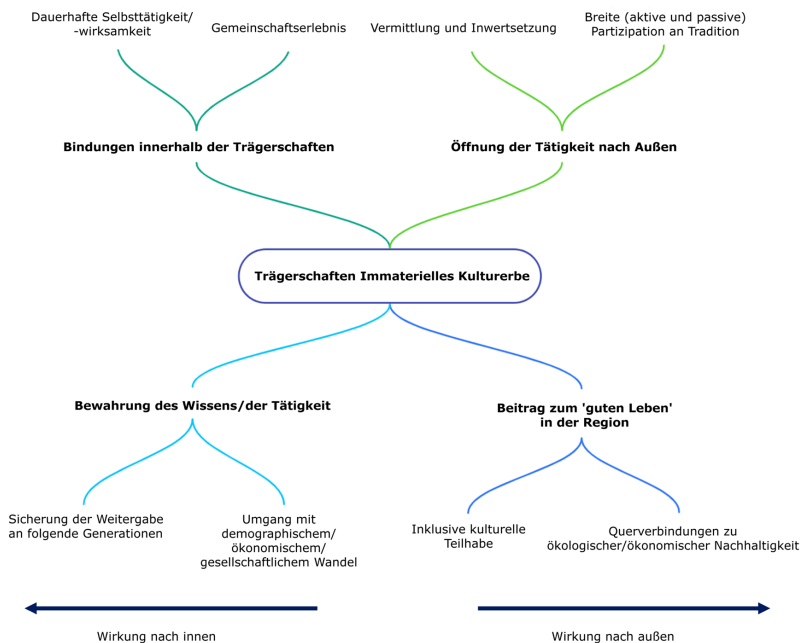 Dauerhafte Selbsttätigkeit/
-wirksamkeit
Gemeinschaftserlebnis
Vermittlung und Inwertsetzung
Breite (aktive und passive)
Partizipation an Tradition
Bindungen innerhalb der Trägerschaften
Öffnung der Tätigkeit nach Außen
Trägerschaften Immaterielles Kulturerbe
Bewahrung des Wissens/der Tätigkeit
Beitrag zum 'guten Leben'
in der Region
Sicherung der Weitergabe
an folgende Generationen
Umgang mit
demographischem/
ökonomischem/
gesellschaftlichem Wandel
Inklusive kulturelle
Teilhabe
Querverbindungen zu
ökologischer/ökonomischer Nachhaltigkeit
Wirkung nach innen
Wirkung nach außen